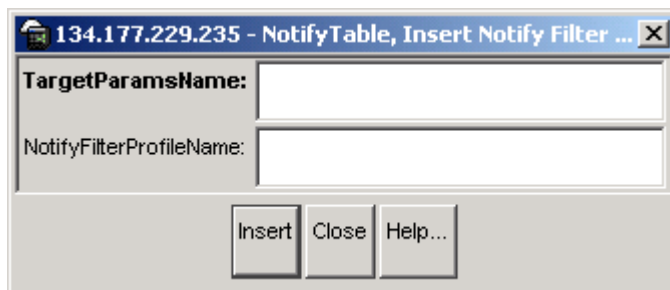 134.177.229.235 - NotifyTable, Insert Notify Filter ...
TargetParamsName:
NotifyFilterProfileName:
Insert Close Help...